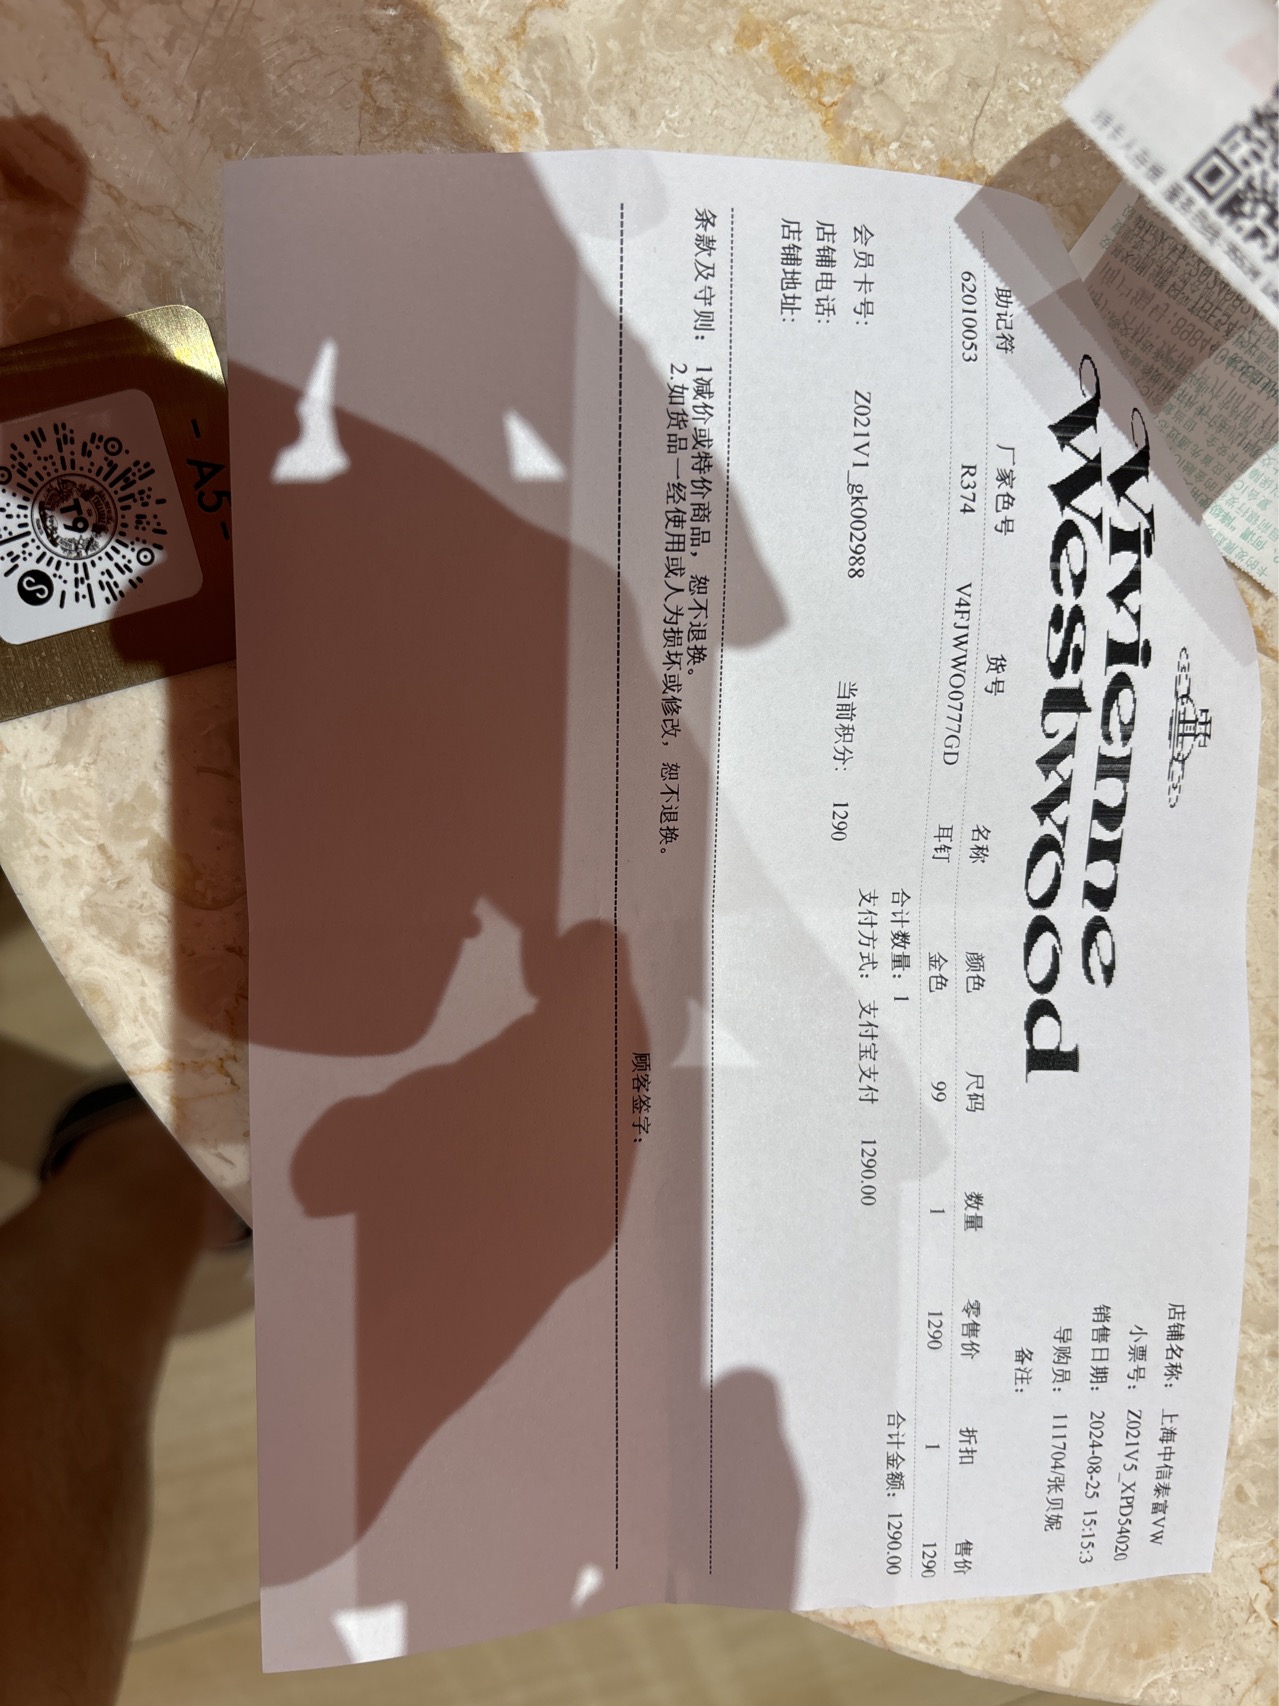 Vivienne
Westwood
店铺名称： 上海中信泰富VW
小票号： Z021V5_XPD54020
销售日期： 2024-08-25 15:15:3
导购员： 111704/张贝妮
备注：
助记符 厂家色号 货号 名称 颜色 尺码 数量 零售价 折扣 售价
62010053 R374 V4FJWWO0777GD 耳钉 金色 99 1 1290 1 1290
合计数量：1 合计金额：1290.00
会员卡号： Z021V1_gk002988 当前积分： 1290 支付方式： 支付宝支付 1290.00
店铺电话：
店铺地址：
条款及守则： 1减价或特价商品，恕不退换。
2.如货品一经使用或人为损坏或修改，恕不退换。
顾客签字：
- A5 -
T9